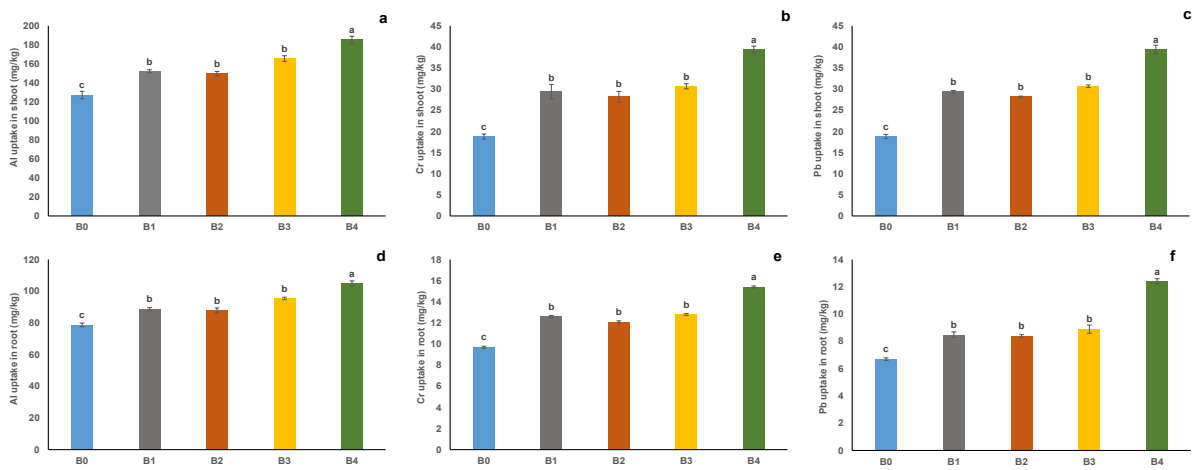 a
Al uptake in shoot (mg/kg)
200
180
160
140
120
100
80
60
40
20
0
c
b
b
b
a
B0 B1 B2 B3 B4
b
Cr uptake in shoot (mg/kg)
45
40
35
30
25
20
15
10
5
0
c
b
b
b
a
B0 B1 B2 B3 B4
c
Pb uptake in shoot (mg/kg)
45
40
35
30
25
20
15
10
5
0
c
b
b
b
a
B0 B1 B2 B3 B4
d
Al uptake in root (mg/kg)
120
100
80
60
40
20
0
c
b
b
b
a
B0 B1 B2 B3 B4
e
Cr uptake in root (mg/kg)
18
16
14
12
10
8
6
4
2
0
c
b
b
b
a
B0 B1 B2 B3 B4
f
Pb uptake in root (mg/kg)
14
12
10
8
6
4
2
0
c
b
b
b
a
B0 B1 B2 B3 B4